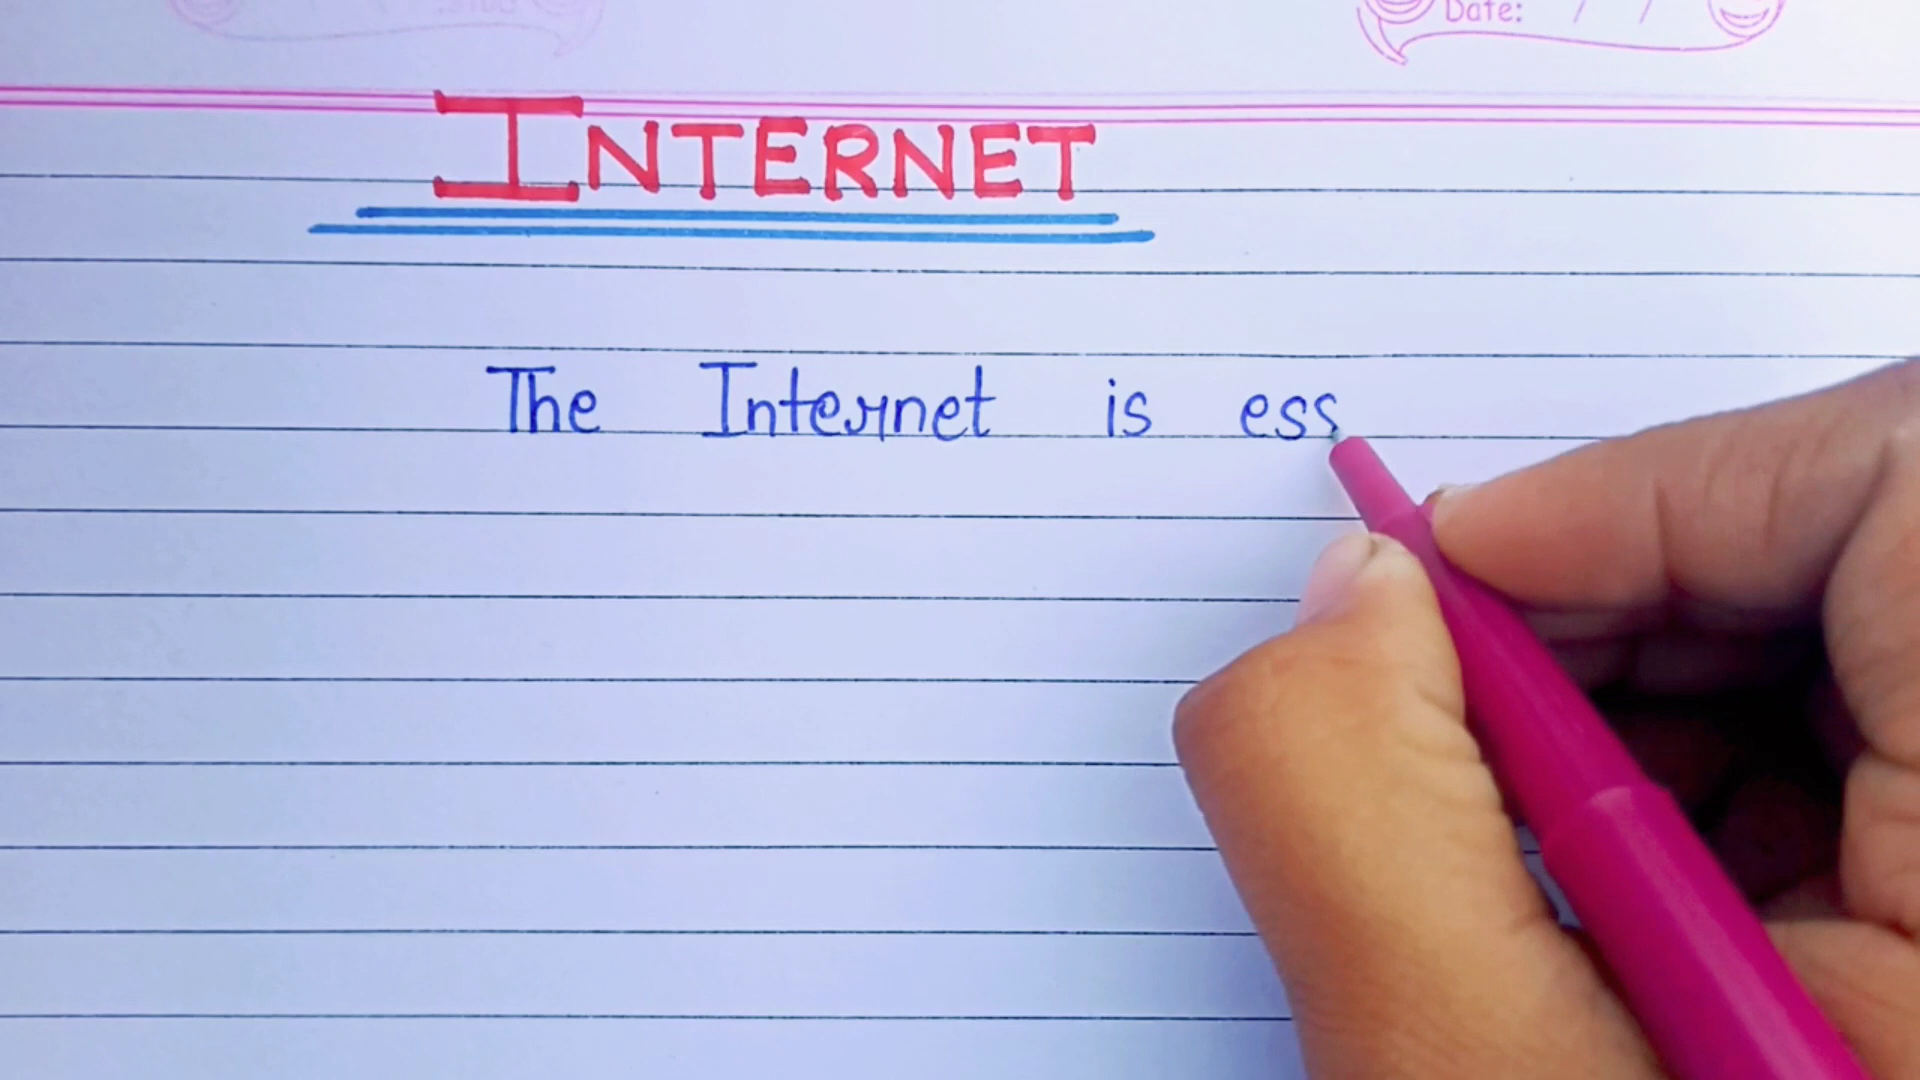 Date: / /
INTERNET
The Internet is ess